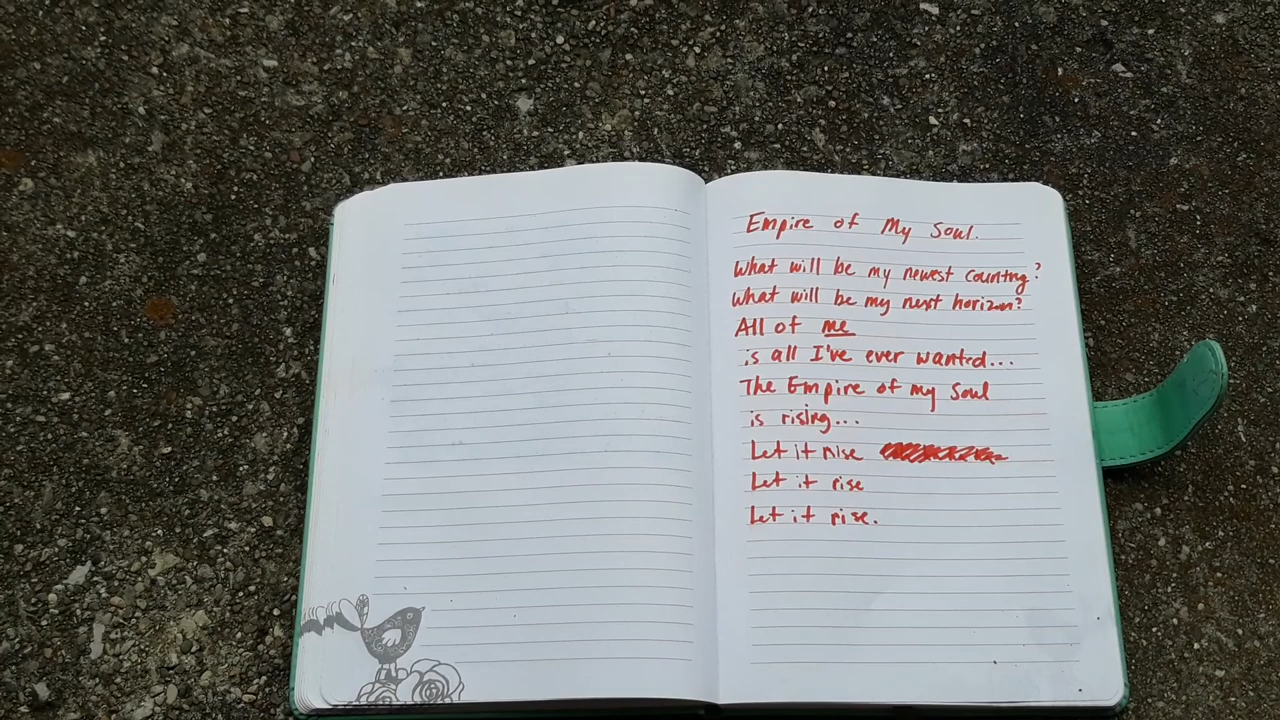 Empire of My Soul.
What will be my newest countng?
What will be my next horizon?
All of me
is all I've ever wanted...
The Empire of my Soul
is rising...
Let it rise
Let it rise
Let it rise.